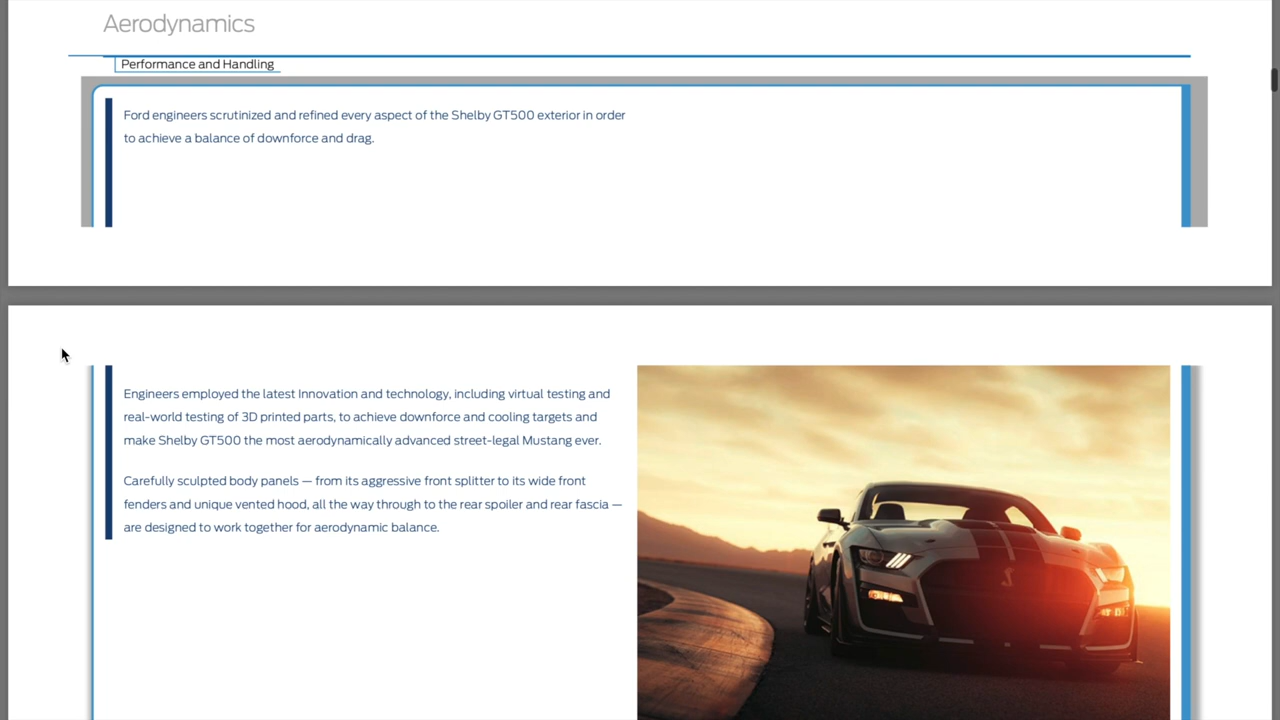 Aerodynamics
Performance and Handling
Ford engineers scrutinized and refined every aspect of the Shelby GT500 exterior in order
to achieve a balance of downforce and drag.
Engineers employed the latest Innovation and technology, including virtual testing and
real-world testing of 3D printed parts, to achieve downforce and cooling targets and
make Shelby GT500 the most aerodynamically advanced street-legal Mustang ever.
Carefully sculpted body panels — from its aggressive front splitter to its wide front
fenders and unique vented hood, all the way through to the rear spoiler and rear fascia —
are designed to work together for aerodynamic balance.